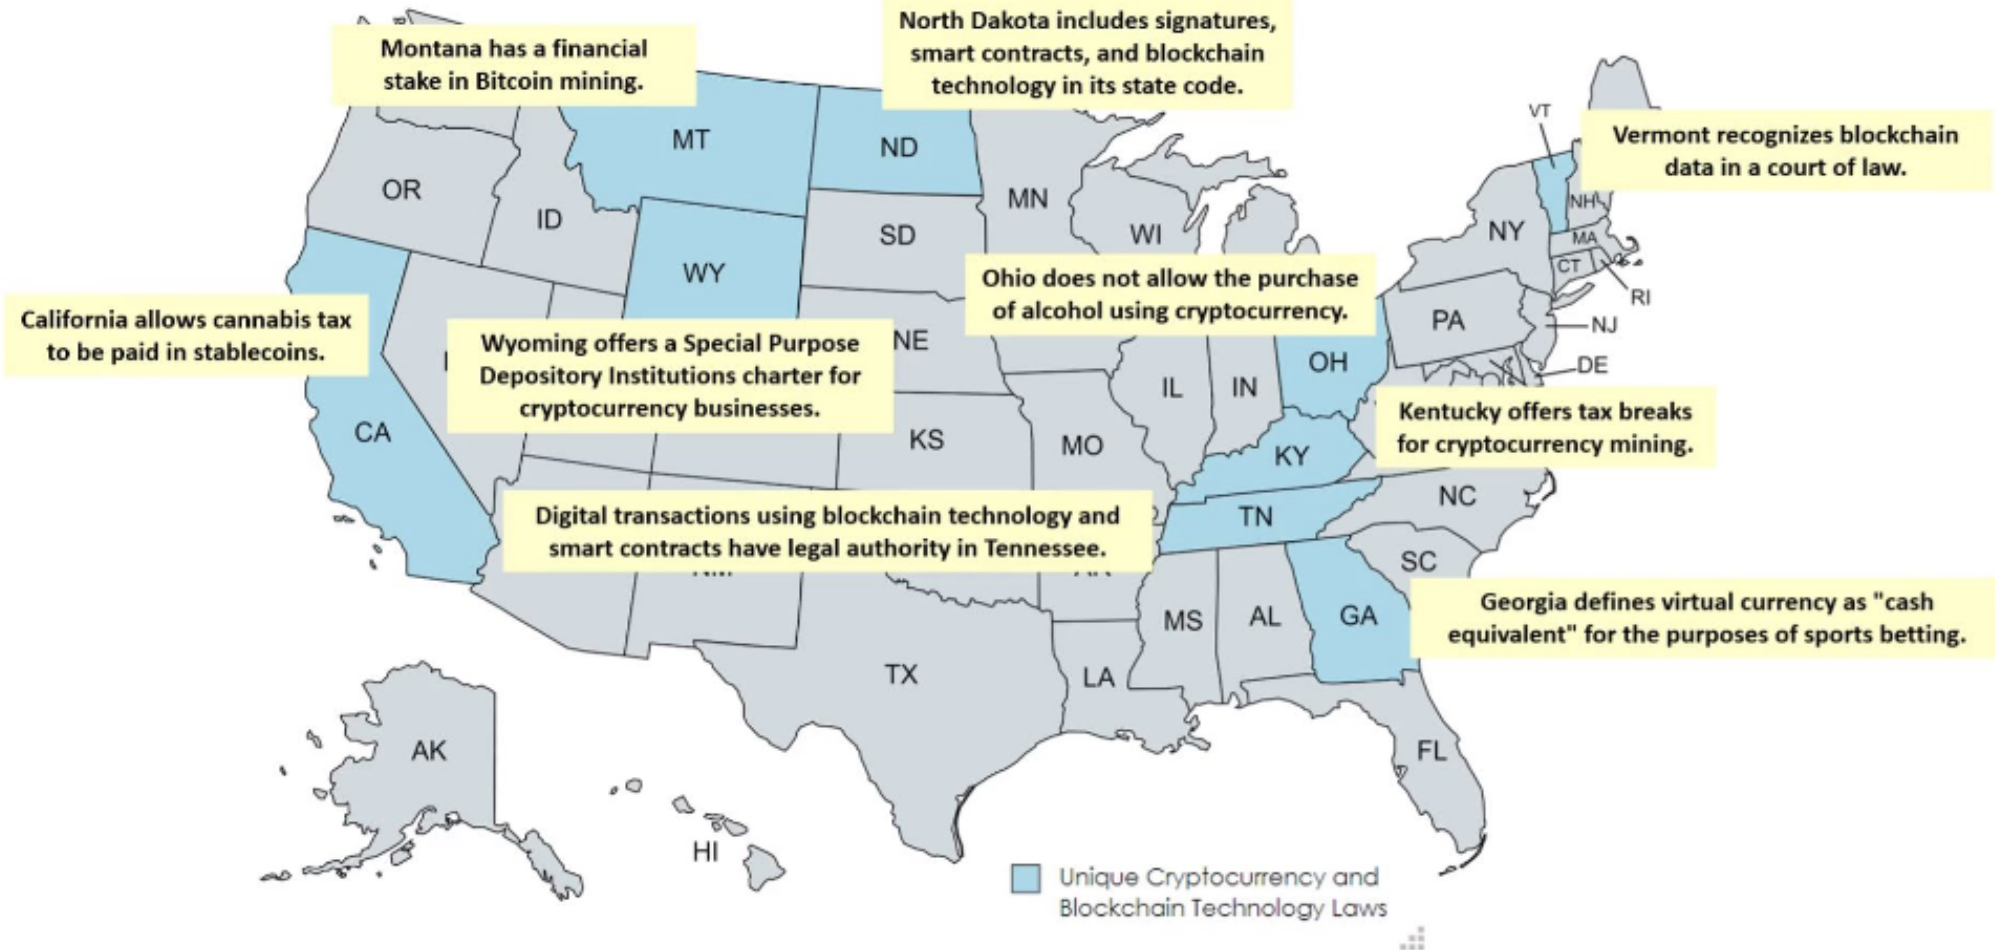 North Dakota includes signatures,
smart contracts, and blockchain
technology in its state code.
Montana has a financial
stake in Bitcoin mining.
Vermont recognizes blockchain
data in a court of law.
VT
MT
ND
OR
ID
MN
WI
SD
NY
NH
MA
CT
RI
WY
Ohio does not allow the purchase
of alcohol using cryptocurrency.
California allows cannabis tax
to be paid in stablecoins.
Wyoming offers a Special Purpose
Depository Institutions charter for
cryptocurrency businesses.
NE
PA
NJ
DE
OH
IL
IN
CA
KS
MO
KY
Kentucky offers tax breaks
for cryptocurrency mining.
NC
TN
Digital transactions using blockchain technology and
smart contracts have legal authority in Tennessee.
SC
MS
AL
GA
Georgia defines virtual currency as "cash
equivalent" for the purposes of sports betting.
TX
LA
AK
FL
HI
Unique Cryptocurrency and
Blockchain Technology Laws